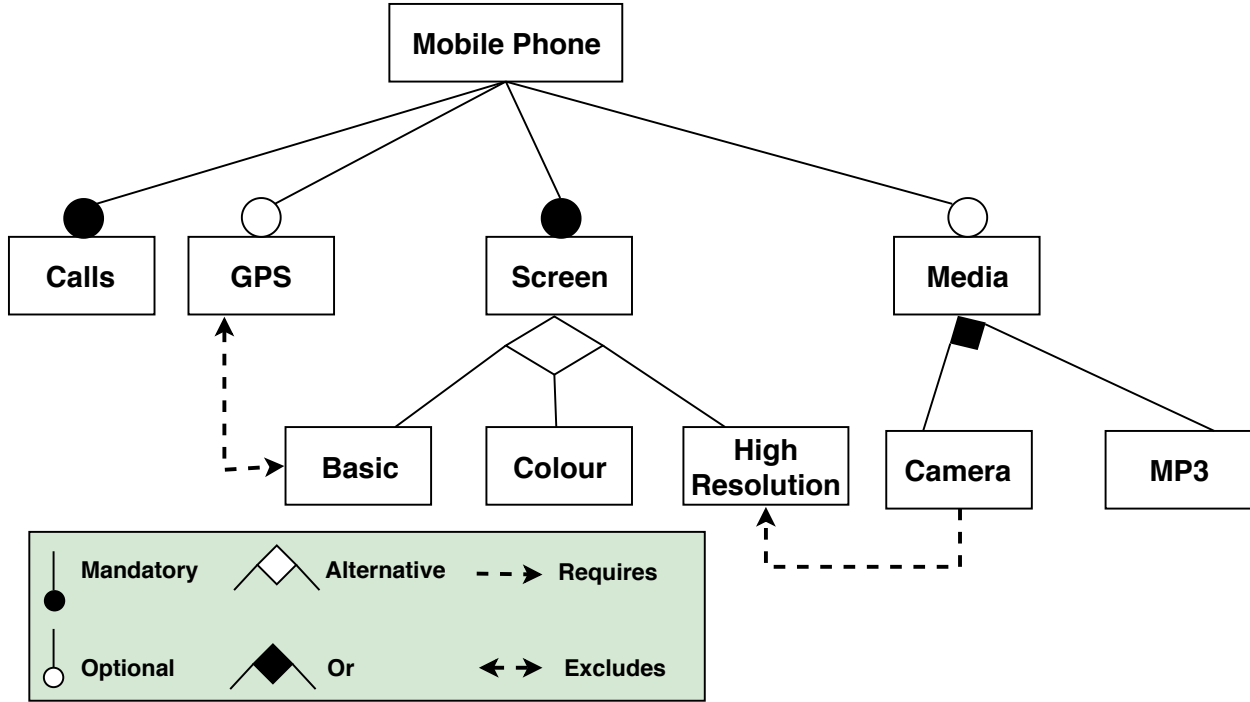 Mobile Phone
Calls
GPS
Screen
Media
Basic
Colour
High
Resolution
Camera
MP3
Mandatory
Alternative
Requires
Optional
Or
Excludes